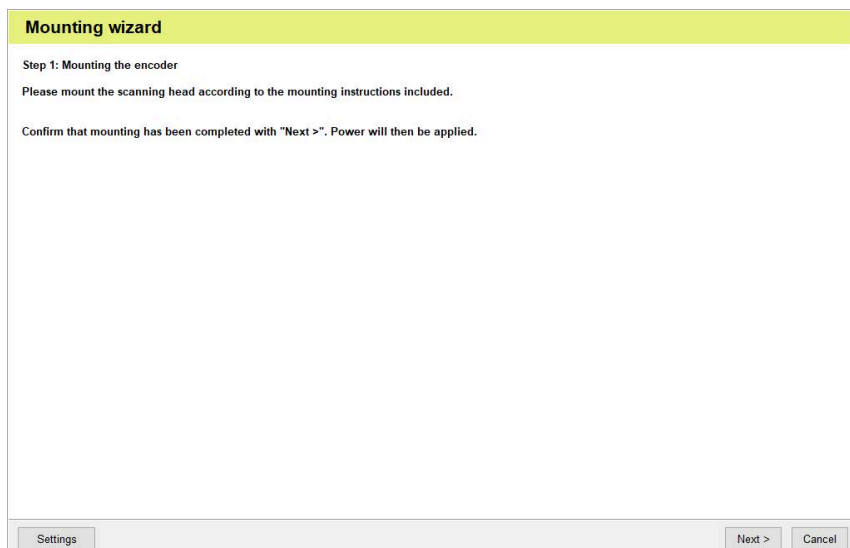 Mounting wizard
Step 1: Mounting the encoder
Please mount the scanning head according to the mounting instructions included.
Confirm that mounting has been completed with "Next >". Power will then be applied.
Settings
Next >
Cancel